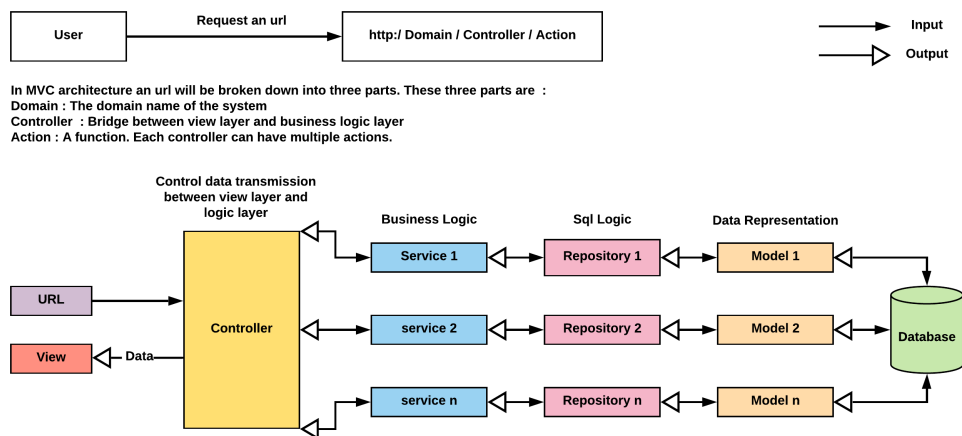 User
Request an url
http:/ Domain / Controller / Action
Input
Output
In MVC architecture an url will be broken down into three parts. These three parts are :
Domain : The domain name of the system
Controller : Bridge between view layer and business logic layer
Action : A function. Each controller can have multiple actions.
Control data transmission
between view layer and
logic layer
Business Logic
Sql Logic
Data Representation
Service 1
Repository 1
Model 1
URL
Controller
service 2
Repository 2
Model 2
Database
View
Data
service n
Repository n
Model n